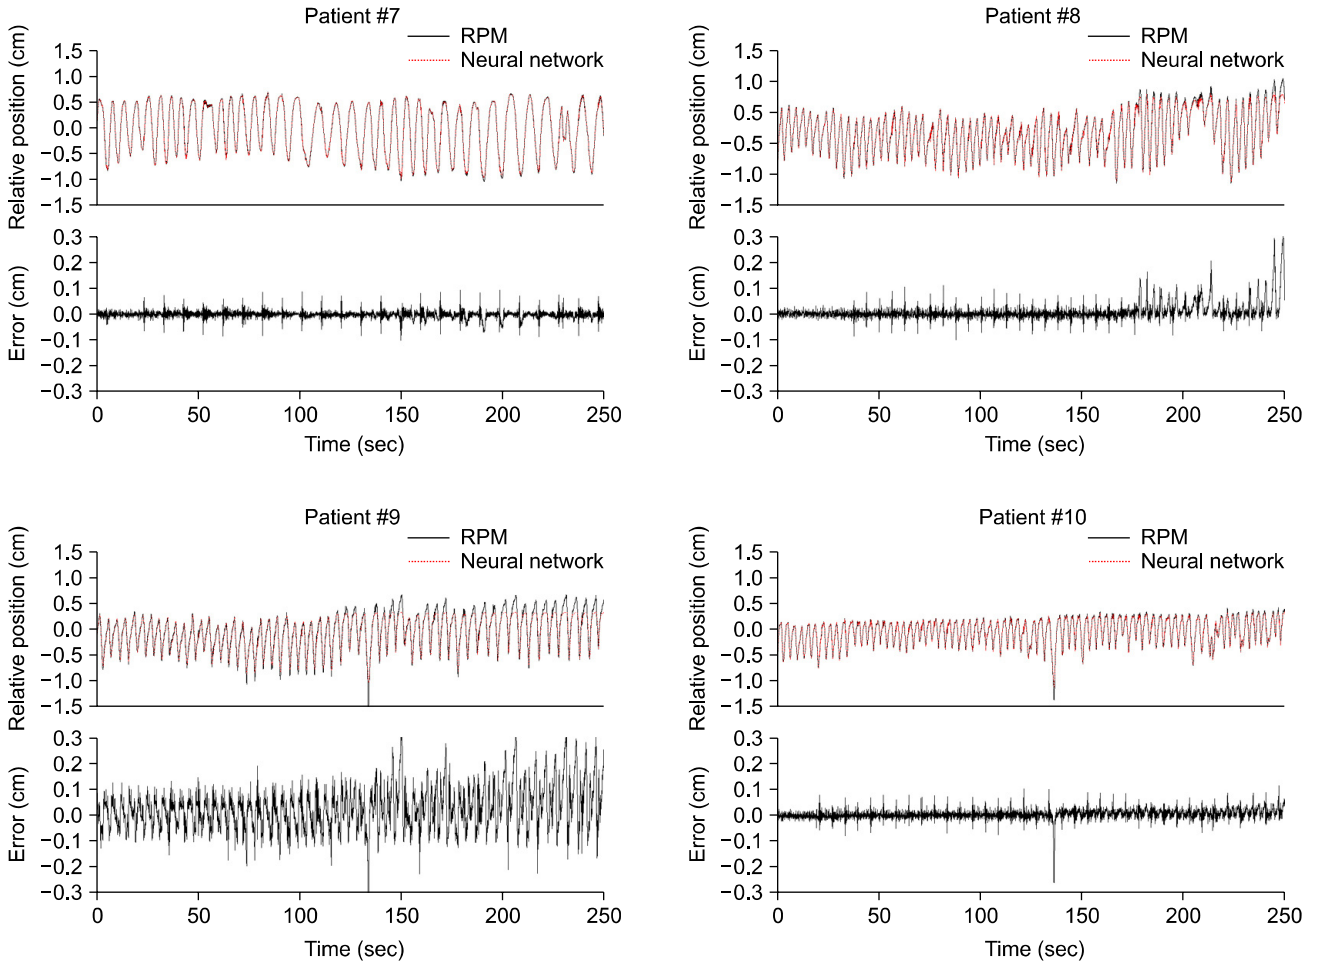 Patient #7
RPM
Neural network
Relative position (cm)
1.5
1.0
0.5
0.0
−0.5
−1.0
−1.5
Error (cm)
0.3
0.2
0.1
0.0
−0.1
−0.2
−0.3
0 50 100 150 200 250
Time (sec)
Patient #8
RPM
Neural network
Relative position (cm)
1.5
1.0
0.5
0.0
−0.5
−1.0
−1.5
Error (cm)
0.3
0.2
0.1
0.0
−0.1
−0.2
−0.3
0 50 100 150 200 250
Time (sec)
Patient #9
RPM
Neural network
Relative position (cm)
1.5
1.0
0.5
0.0
−0.5
−1.0
−1.5
Error (cm)
0.3
0.2
0.1
0.0
−0.1
−0.2
−0.3
0 50 100 150 200 250
Time (sec)
Patient #10
RPM
Neural network
Relative position (cm)
1.5
1.0
0.5
0.0
−0.5
−1.0
−1.5
Error (cm)
0.3
0.2
0.1
0.0
−0.1
−0.2
−0.3
0 50 100 150 200 250
Time (sec)